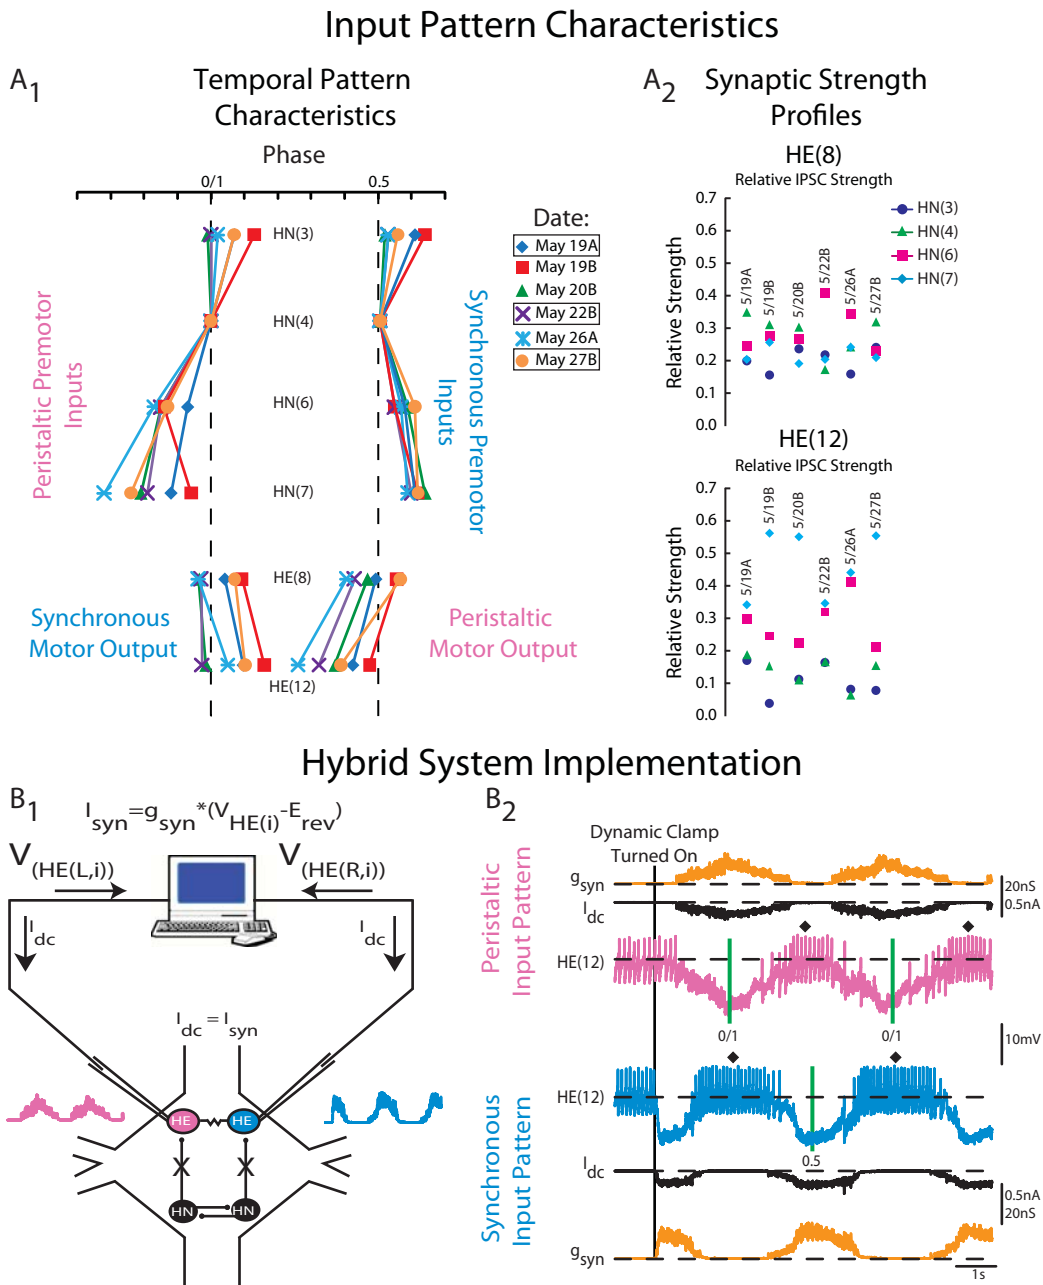 Input Pattern Characteristics
A1
Temporal Pattern
Characteristics
Phase
0/1
0.5
HN(3)
HN(4)
HN(6)
HN(7)
HE(8)
HE(12)
Peristaltic Premotor
Inputs
Synchronous Premotor
Inputs
Synchronous
Motor Output
Peristaltic
Motor Output
Date:
May 19A
May 19B
May 20B
May 22B
May 26A
May 27B
A2
Synaptic Strength
Profiles
HE(8)
Relative IPSC Strength
0.7
0.6
0.5
0.4
0.3
0.2
0.1
0.0
Relative Strength
5/19A
5/19B
5/20B
5/22B
5/26A
5/27B
HN(3)
HN(4)
HN(6)
HN(7)
HE(12)
Relative IPSC Strength
0.7
0.6
0.5
0.4
0.3
0.2
0.1
0.0
Relative Strength
5/19A
5/19B
5/20B
5/22B
5/26A
5/27B
Hybrid System Implementation
B1
Isyn=gsyn*(VHE(i)-Erev)
V(HE(L,i))
V(HE(R,i))
Idc
Idc
Idc = Isyn
HE
HE
X
X
HN
HN
B2
Dynamic Clamp
Turned On
Peristaltic
Input Pattern
gsyn
20nS
0.5nA
Idc
HE(12)
0/1
0/1
10mV
Synchronous
Input Pattern
HE(12)
0.5
Idc
0.5nA
20nS
gsyn
1s